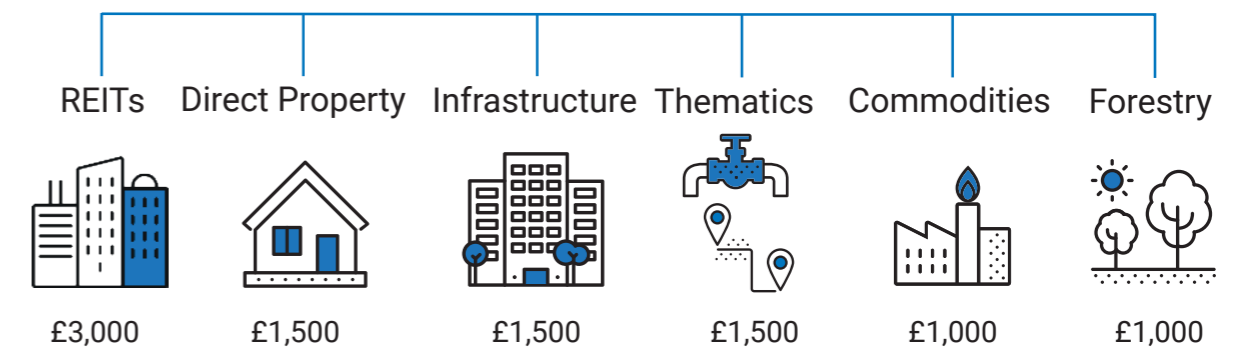 REITs Direct Property Infrastructure Thematics Commodities Forestry
£3,000 £1,500 £1,500 £1,500 £1,000 £1,000